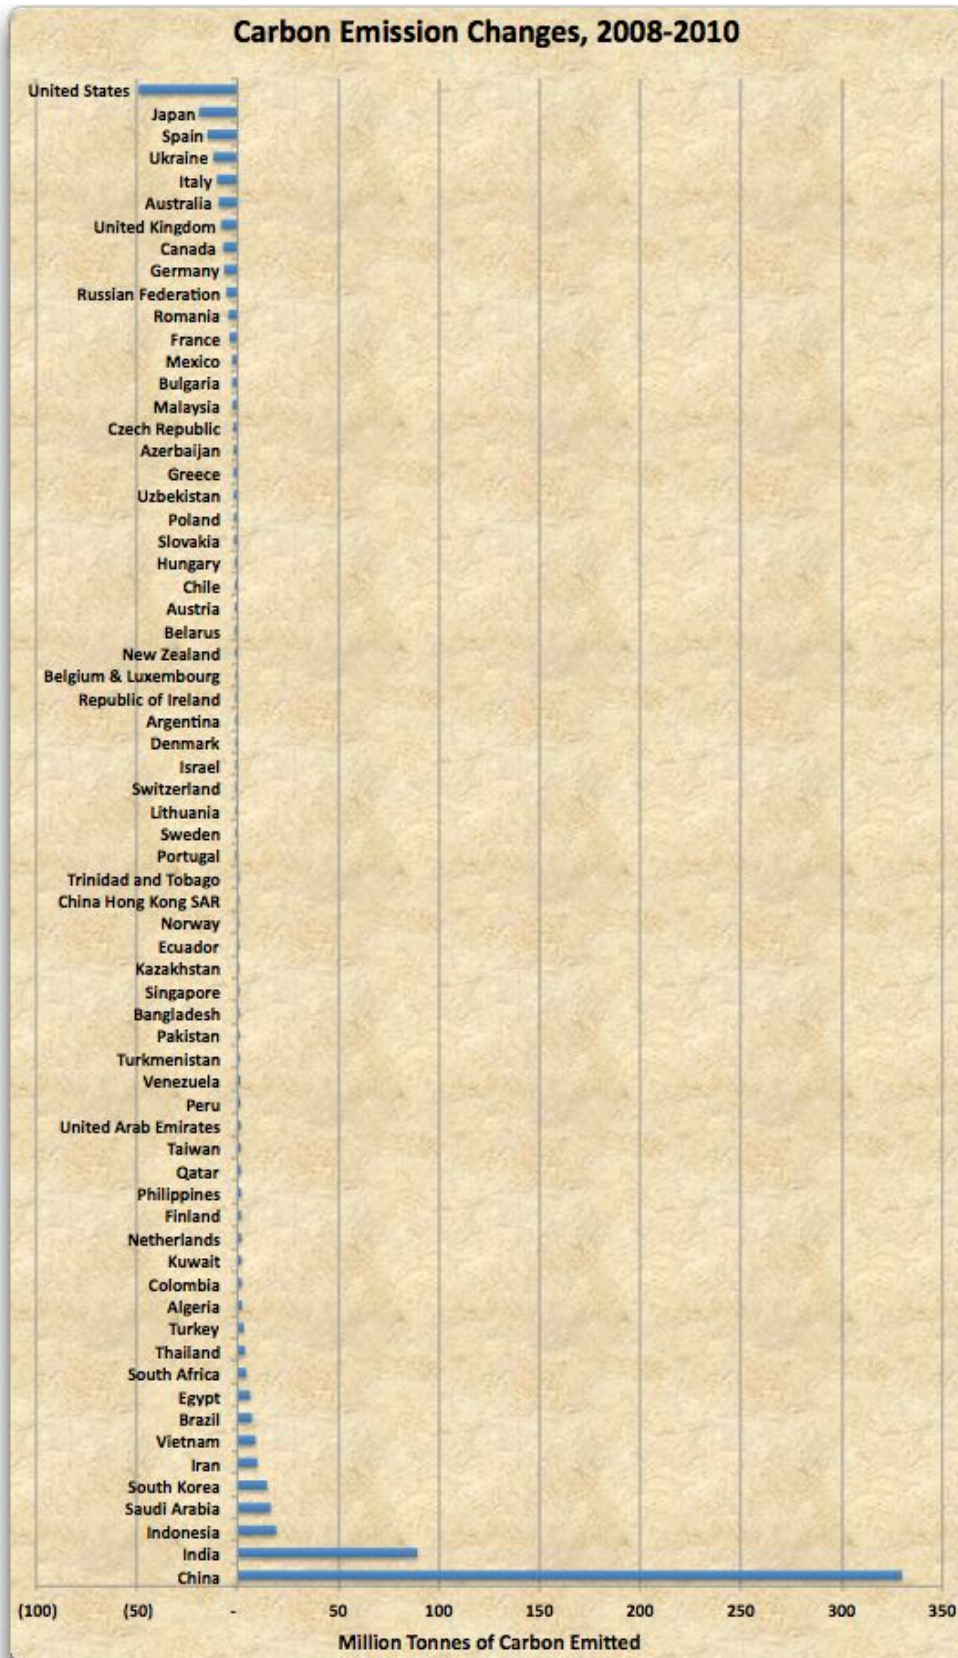 Carbon Emission Changes, 2008-2010
United States
Japan
Spain
Ukraine
Italy
Australia
United Kingdom
Canada
Germany
Russian Federation
Romania
France
Mexico
Bulgaria
Malaysia
Czech Republic
Azerbaijan
Greece
Uzbekistan
Poland
Slovakia
Hungary
Chile
Austria
Belarus
New Zealand
Belgium & Luxembourg
Republic of Ireland
Argentina
Denmark
Israel
Switzerland
Lithuania
Sweden
Portugal
Trinidad and Tobago
China Hong Kong SAR
Norway
Ecuador
Kazakhstan
Singapore
Bangladesh
Pakistan
Turkmenistan
Venezuela
Peru
United Arab Emirates
Taiwan
Qatar
Philippines
Finland
Netherlands
Kuwait
Colombia
Algeria
Turkey
Thailand
South Africa
Egypt
Brazil
Vietnam
Iran
South Korea
Saudi Arabia
Indonesia
India
China
(100) (50) - 50 100 150 200 250 300 350
Million Tonnes of Carbon Emitted